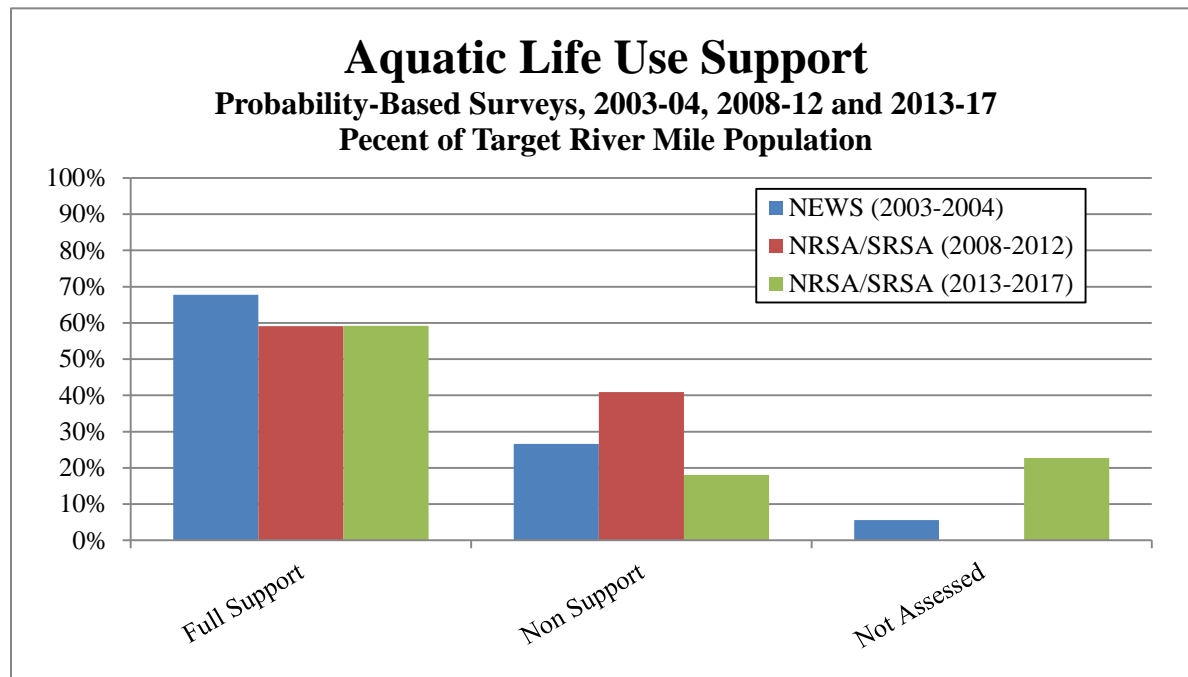 Aquatic Life Use Support
Probability-Based Surveys, 2003-04, 2008-12 and 2013-17
Pecent of Target River Mile Population
100%
90%
80%
70%
60%
50%
40%
30%
20%
10%
0%
NEWS (2003-2004)
NRSA/SRSA (2008-2012)
NRSA/SRSA (2013-2017)
Full Support
Non Support
Not Assessed